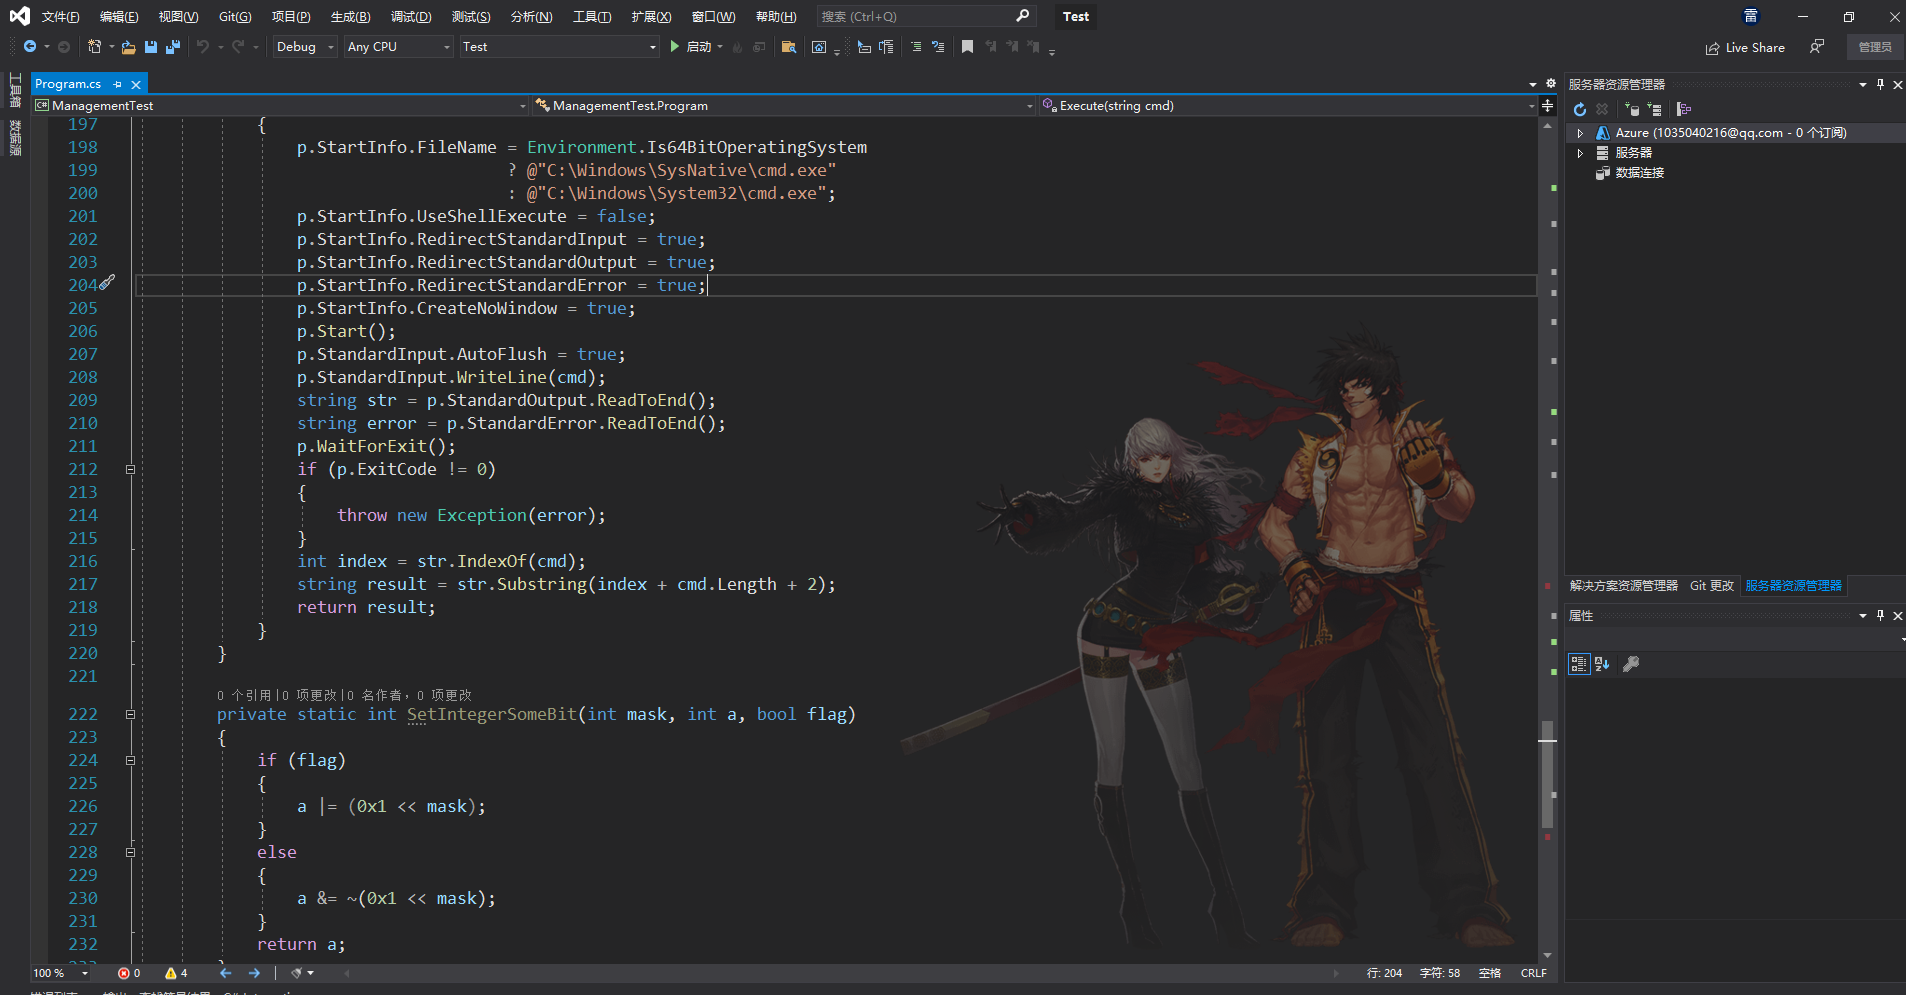 文件(F) 编辑(E) 视图(V) Git(G) 项目(P) 生成(B) 调试(D) 测试(S) 分析(N) 工具(T) 扩展(X) 窗口(W) 帮助(H) 搜索 (Ctrl+Q) Test 雷
Debug Any CPU Test 启动 Live Share 管理员
工具箱
数据源
Program.cs
ManagementTest ManagementTest.Program Execute(string cmd)
197 {
198 p.StartInfo.FileName = Environment.Is64BitOperatingSystem
199 ? @"C:\Windows\SysNative\cmd.exe"
200 : @"C:\Windows\System32\cmd.exe";
201 p.StartInfo.UseShellExecute = false;
202 p.StartInfo.RedirectStandardInput = true;
203 p.StartInfo.RedirectStandardOutput = true;
204 p.StartInfo.RedirectStandardError = true;
205 p.StartInfo.CreateNoWindow = true;
206 p.Start();
207 p.StandardInput.AutoFlush = true;
208 p.StandardInput.WriteLine(cmd);
209 string str = p.StandardOutput.ReadToEnd();
210 string error = p.StandardError.ReadToEnd();
211 p.WaitForExit();
212 if (p.ExitCode != 0)
213 {
214 throw new Exception(error);
215 }
216 int index = str.IndexOf(cmd);
217 string result = str.Substring(index + cmd.Length + 2);
218 return result;
219 }
220 }
221
0 个引用|0 项更改|0 名作者，0 项更改
222 private static int SetIntegerSomeBit(int mask, int a, bool flag)
223 {
224 if (flag)
225 {
226 a |= (0x1 << mask);
227 }
228 else
229 {
230 a &= ~(0x1 << mask);
231 }
232 return a;
100 % 0 4 行: 204 字符: 58 空格 CRLF
服务器资源管理器
Azure (1035040216@qq.com - 0 个订阅)
服务器
数据连接
解决方案资源管理器 Git 更改 服务器资源管理器
属性